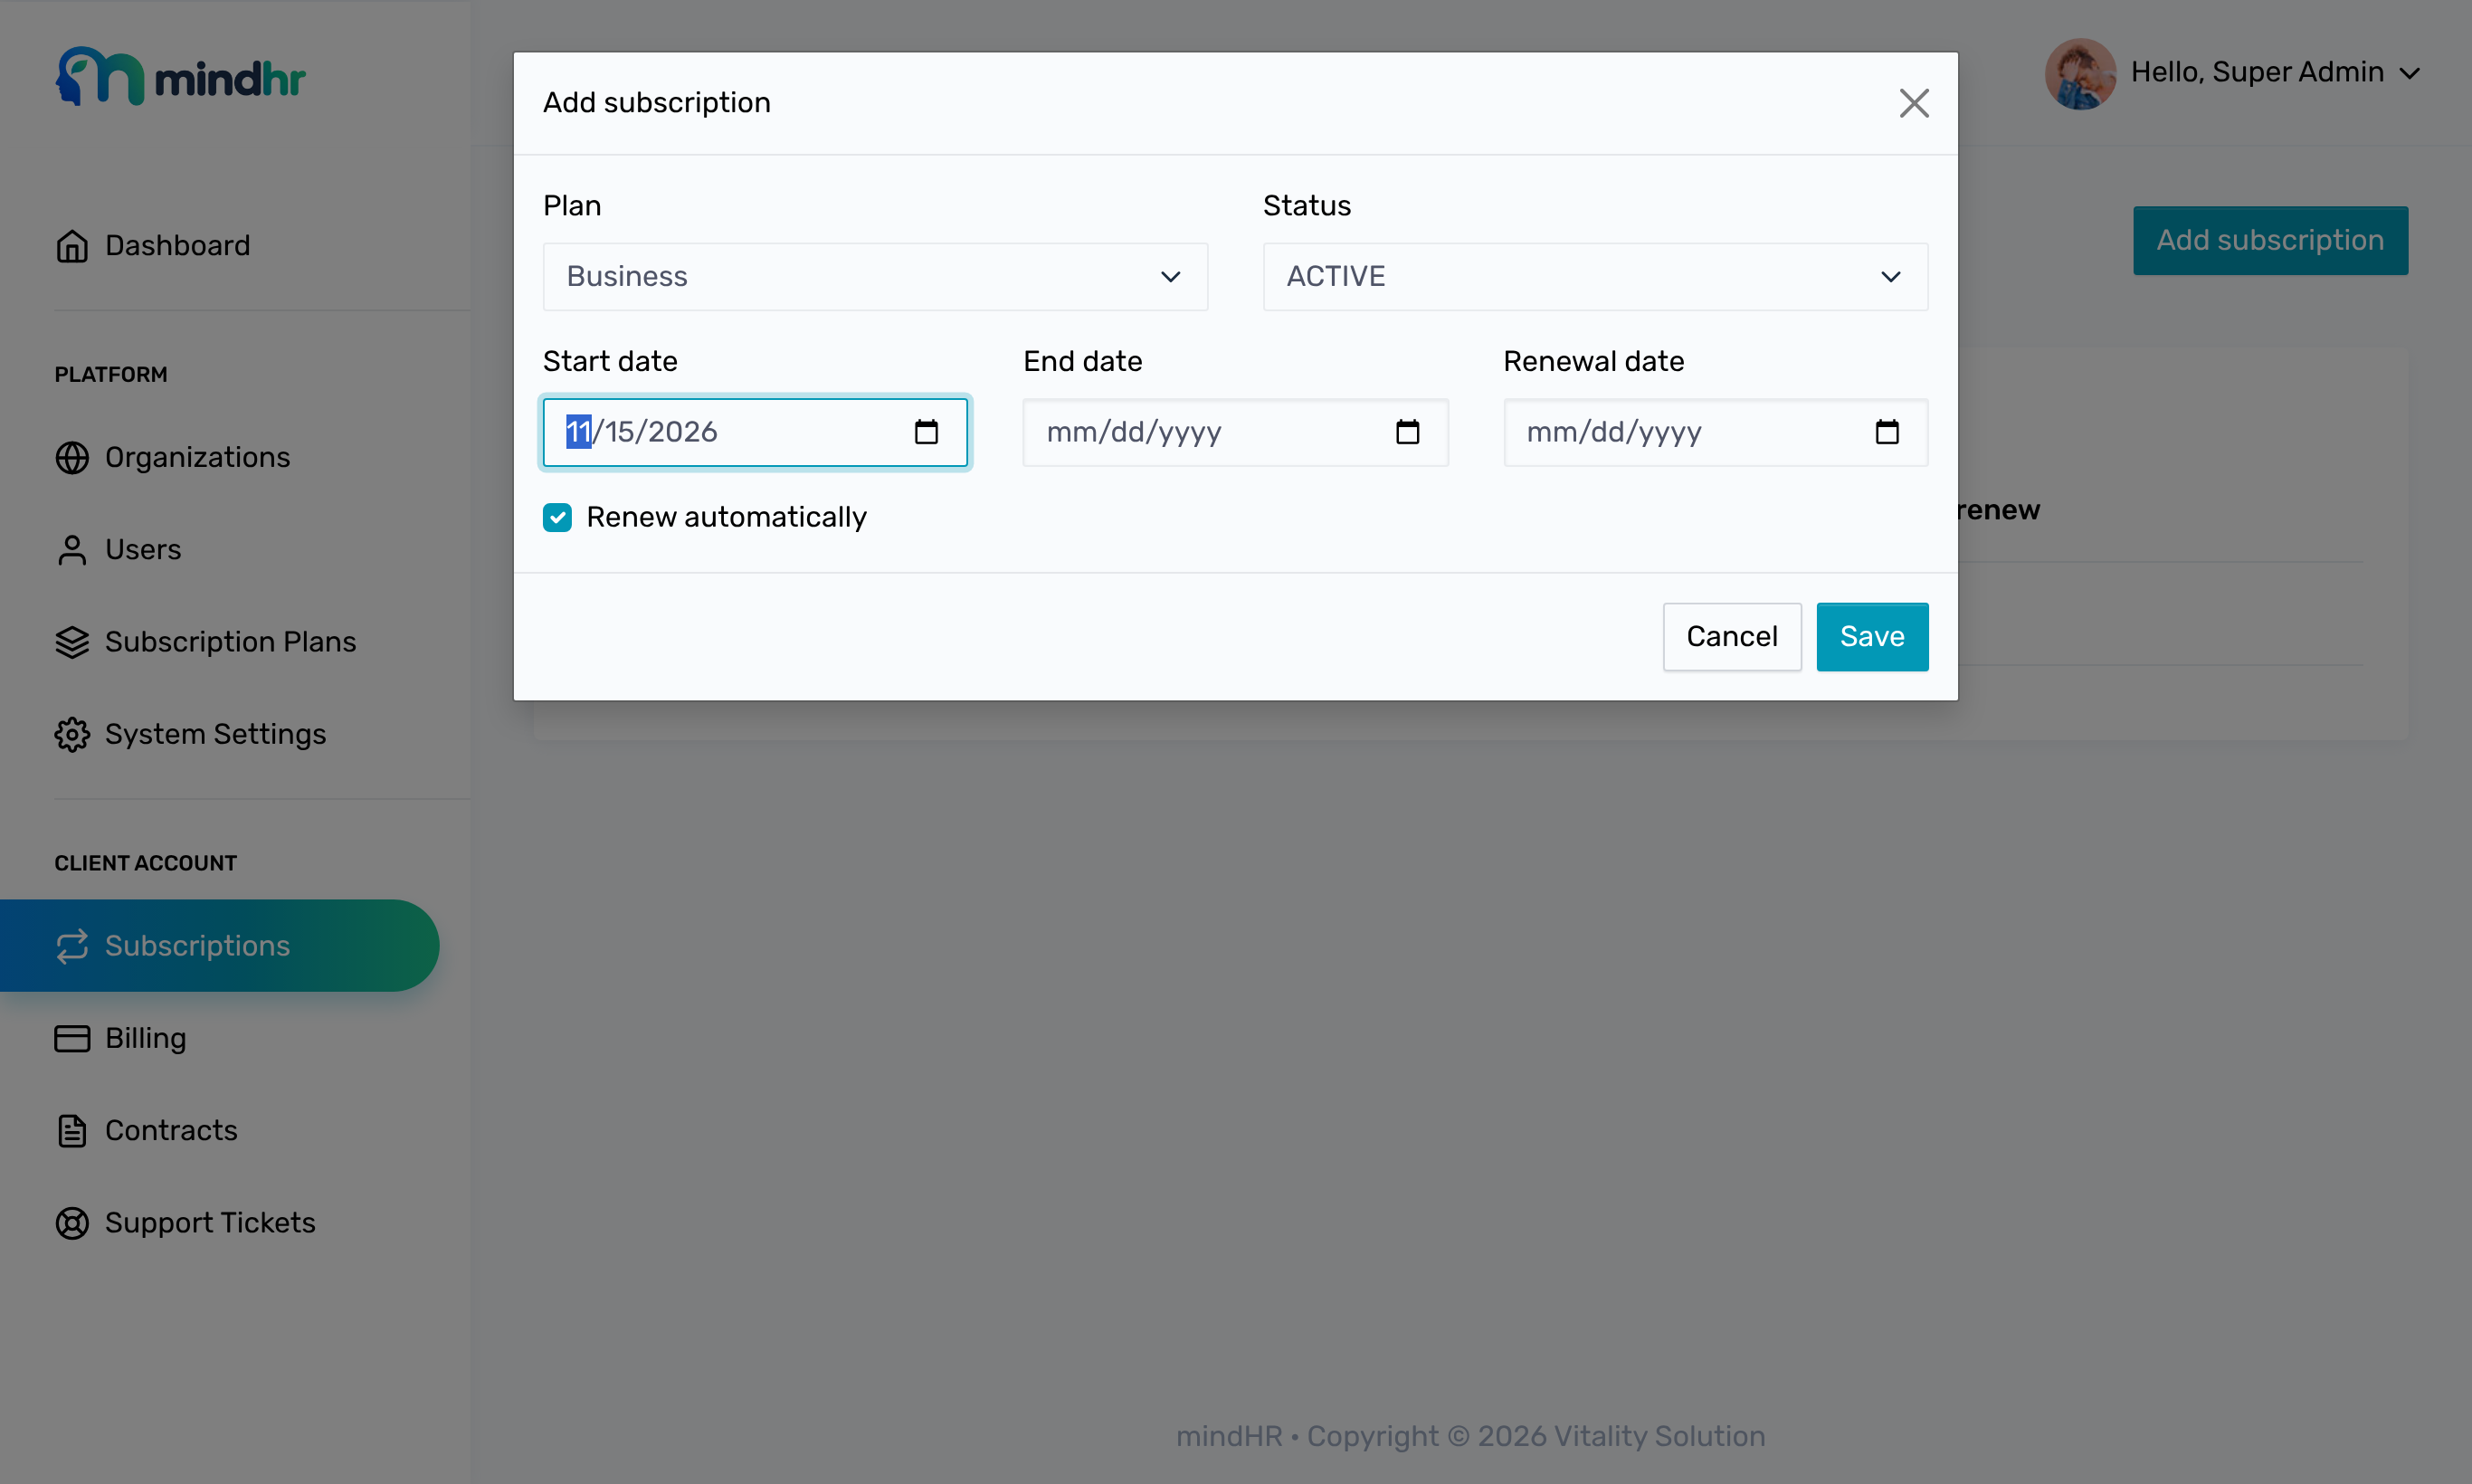 mindhr
Hello, Super Admin
Dashboard
PLATFORM
Organizations
Users
Subscription Plans
System Settings
CLIENT ACCOUNT
Subscriptions
Billing
Contracts
Support Tickets
Add subscription
renew
Add subscription
Plan
Status
Business
ACTIVE
Start date
End date
Renewal date
11/15/2026
mm/dd/yyyy
mm/dd/yyyy
Renew automatically
Cancel
Save
mindHR • Copyright © 2026 Vitality Solution